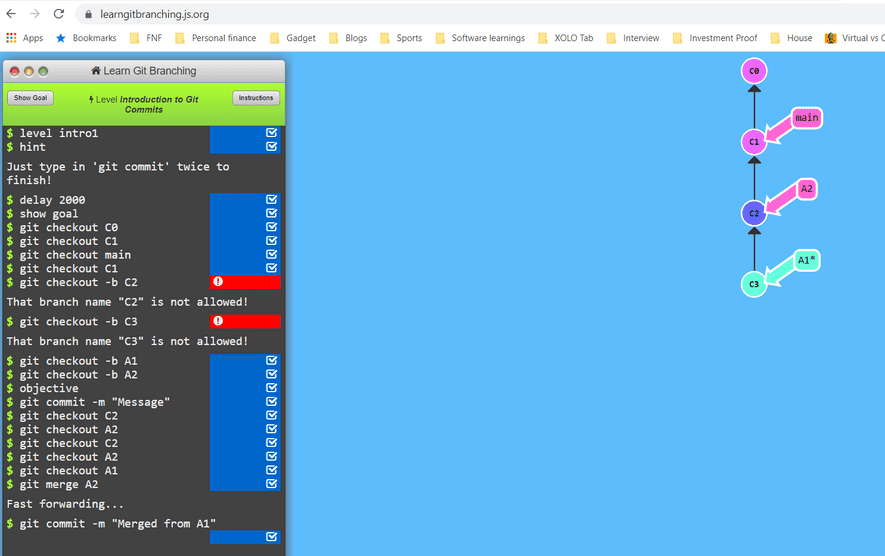 learngitbranching.js.org
Apps Bookmarks FNF Personal finance Gadget Blogs Sports Software learnings XOLO Tab Interview Investment Proof House Virtual vs
Learn Git Branching
Show Goal
Level Introduction to Git
Commits
Instructions
$ level intro1
$ hint
Just type in 'git commit' twice to
finish!
$ delay 2000
$ show goal
$ git checkout C0
$ git checkout C1
$ git checkout main
$ git checkout C1
$ git checkout -b C2
That branch name "C2" is not allowed!
$ git checkout -b C3
That branch name "C3" is not allowed!
$ git checkout -b A1
$ git checkout -b A2
$ objective
$ git commit -m "Message"
$ git checkout C2
$ git checkout A2
$ git checkout C2
$ git checkout A2
$ git checkout A1
$ git merge A2
Fast forwarding...
$ git commit -m "Merged from A1"
C0
main
C1
A2
C2
A1*
C3